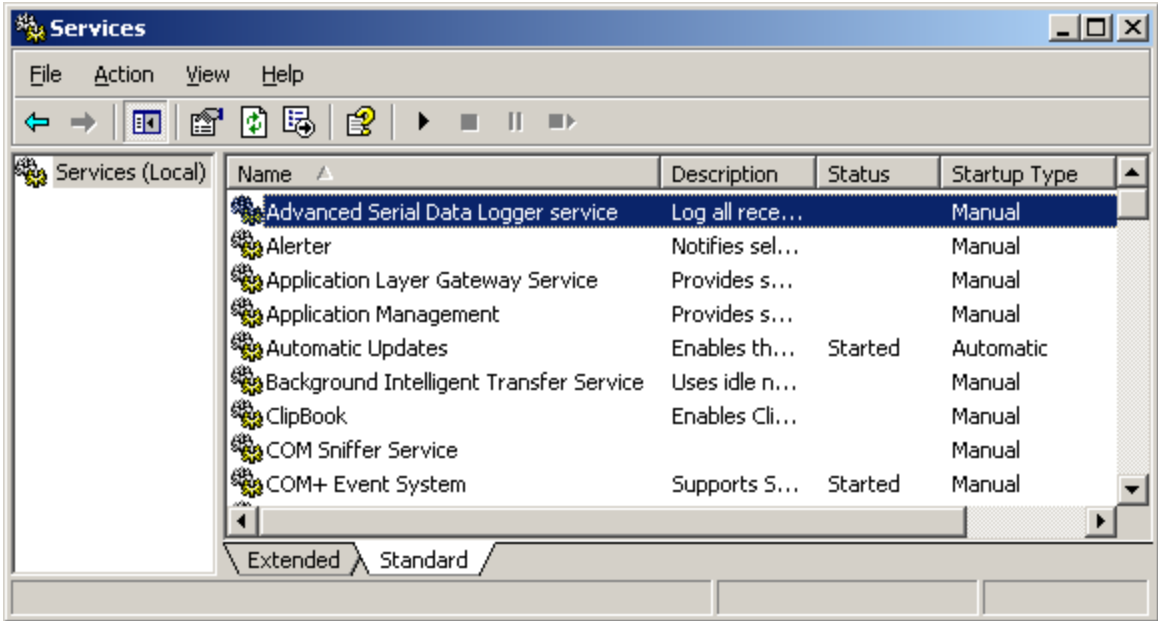 Services
File Action View Help
Services (Local)
Name Description Status Startup Type
Advanced Serial Data Logger service Log all rece... Manual
Alerter Notifies sel... Manual
Application Layer Gateway Service Provides s... Manual
Application Management Provides s... Manual
Automatic Updates Enables th... Started Automatic
Background Intelligent Transfer Service Uses idle n... Manual
ClipBook Enables Cli... Manual
COM Sniffer Service Manual
COM+ Event System Supports S... Started Manual
Extended Standard